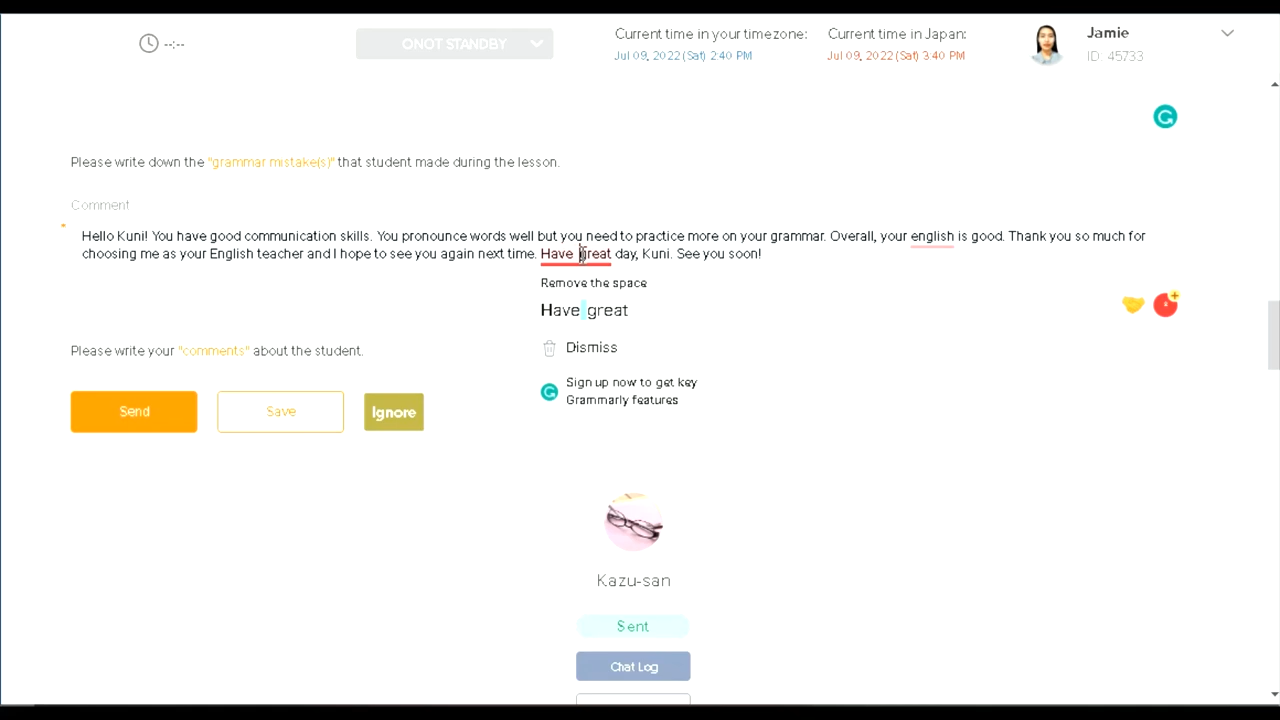 --:--
ONOT STANDBY
Current time in your timezone:
Jul 09, 2022 (Sat) 2:40 PM
Current time in Japan:
Jul 09, 2022 (Sat) 3:40 PM
Jamie
ID: 45733
Please write down the "grammar mistake(s)" that student made during the lesson.
Comment
Hello Kuni! You have good communication skills. You pronounce words well but you need to practice more on your grammar. Overall, your english is good. Thank you so much for
choosing me as your English teacher and I hope to see you again next time. Have great day, Kuni. See you soon!
Remove the space
Have great
Dismiss
Sign up now to get key
Grammarly features
Please write your "comments" about the student.
Send
Save
Ignore
Kazu-san
Sent
Chat Log